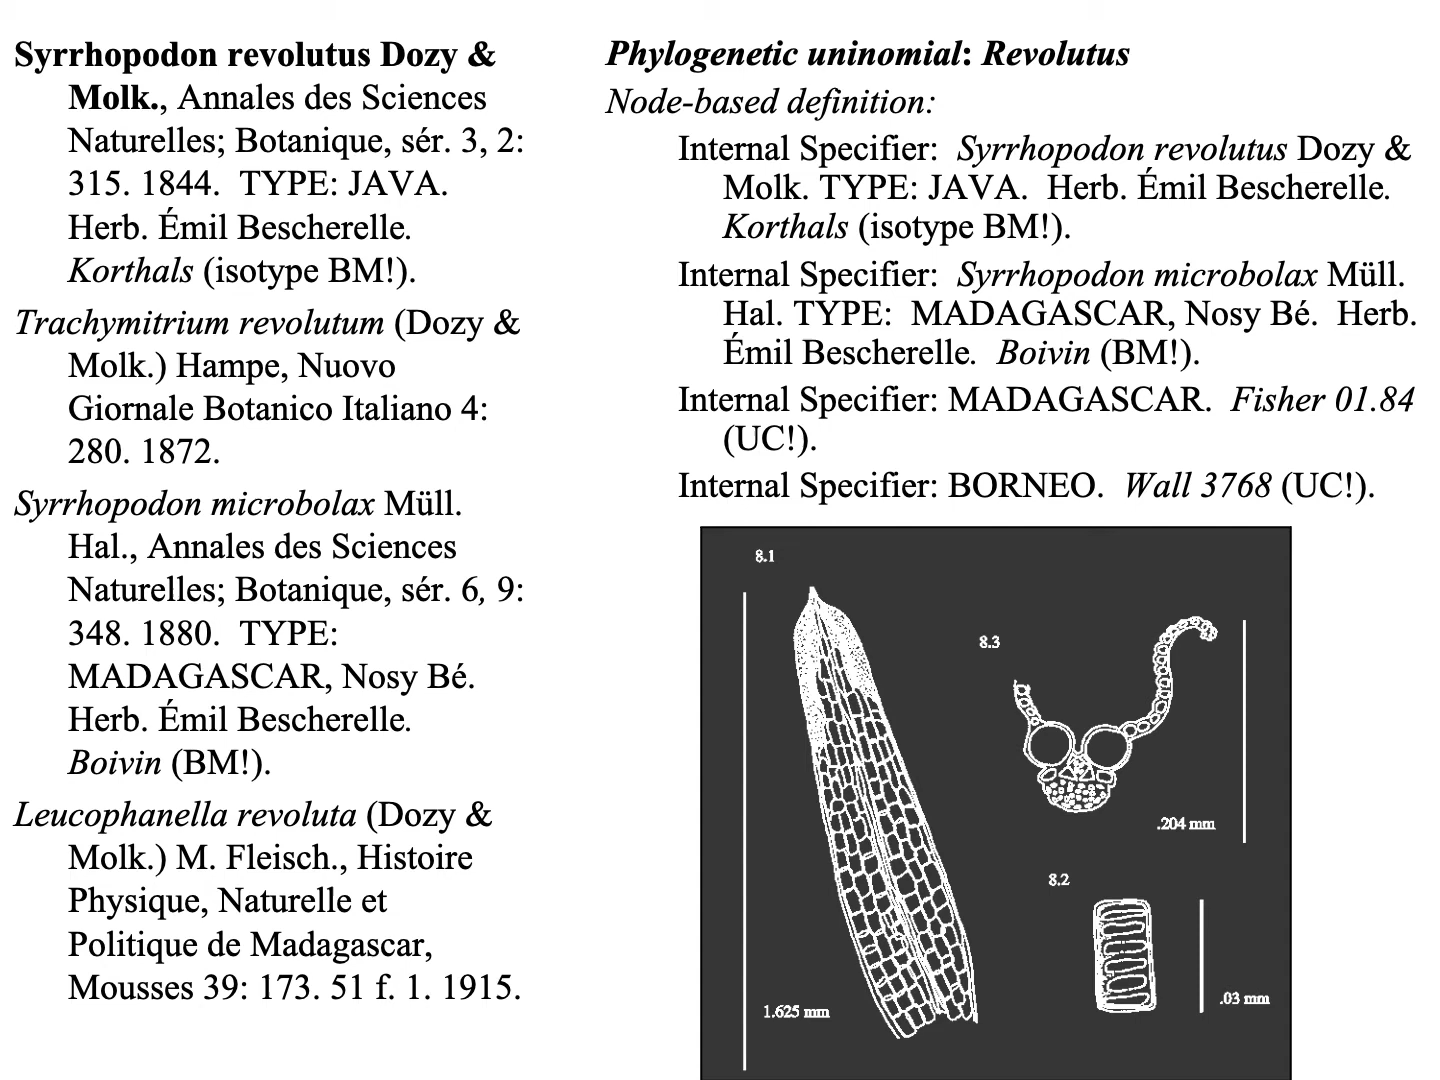 Syrrhopodon revolutus Dozy &
Molk., Annales des Sciences
Naturelles; Botanique, sér. 3, 2:
315. 1844.  TYPE: JAVA.
Herb. Émil Bescherelle.
Korthals (isotype BM!).
Trachymitrium revolutum (Dozy &
Molk.) Hampe, Nuovo
Giornale Botanico Italiano 4:
280. 1872.
Syrrhopodon microbolax Müll.
Hal., Annales des Sciences
Naturelles; Botanique, sér. 6, 9:
348. 1880.  TYPE:
MADAGASCAR, Nosy Bé.
Herb. Émil Bescherelle.
Boivin (BM!).
Leucophanella revoluta (Dozy &
Molk.) M. Fleisch., Histoire
Physique, Naturelle et
Politique de Madagascar,
Mousses 39: 173. 51 f. 1. 1915.
Phylogenetic uninomial: Revolutus
Node-based definition:
Internal Specifier:  Syrrhopodon revolutus Dozy &
Molk. TYPE: JAVA.  Herb. Émil Bescherelle.
Korthals (isotype BM!).
Internal Specifier:  Syrrhopodon microbolax Müll.
Hal. TYPE:  MADAGASCAR, Nosy Bé.  Herb.
Émil Bescherelle.  Boivin (BM!).
Internal Specifier: MADAGASCAR.  Fisher 01.84
(UC!).
Internal Specifier: BORNEO.  Wall 3768 (UC!).
8.1
8.3
.204 mm
8.2
.03 mm
1.625 mm